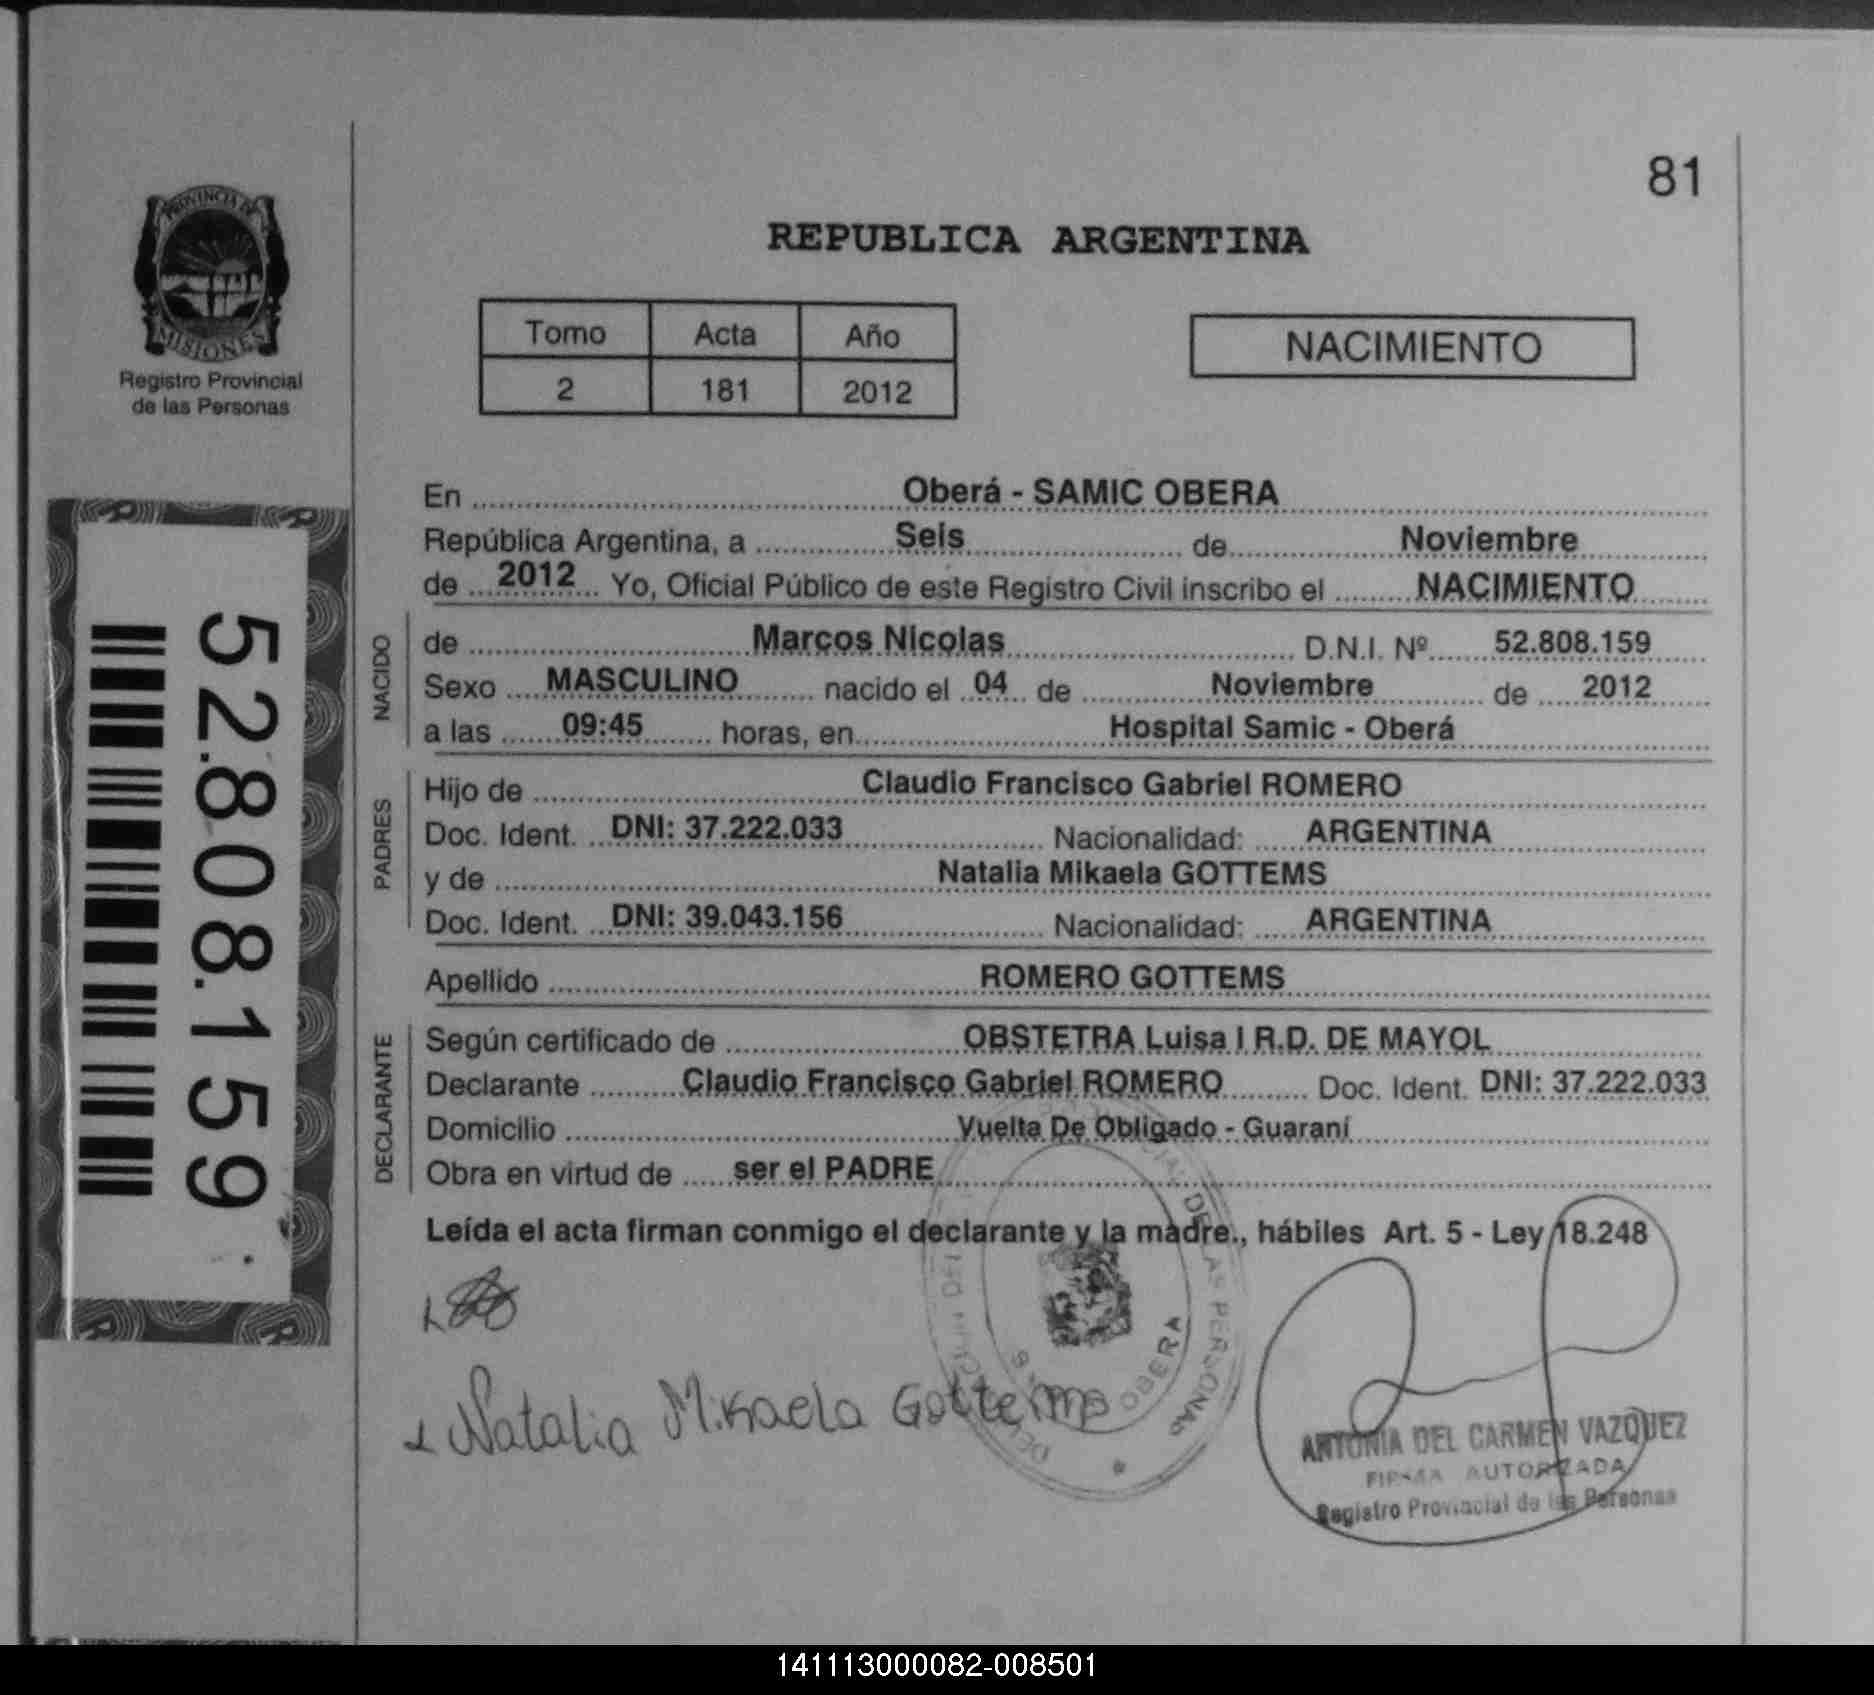 81
PROVINCIA DE
MISIONES
Registro Provincial
de las Personas
REPUBLICA ARGENTINA
Tomo Acta Año
2 181 2012
NACIMIENTO
52.808.159
En Oberá - SAMIC OBERA
República Argentina, a Seis de Noviembre
de 2012 Yo, Oficial Público de este Registro Civil inscribo el NACIMIENTO
NACIDO
de Marcos Nicolas D.N.I. Nº 52.808.159
Sexo MASCULINO nacido el 04 de Noviembre de 2012
a las 09:45 horas, en Hospital Samic - Oberá
PADRES
Hijo de Claudio Francisco Gabriel ROMERO
Doc. Ident. DNI: 37.222.033 Nacionalidad: ARGENTINA
y de Natalia Mikaela GOTTEMS
Doc. Ident. DNI: 39.043.156 Nacionalidad: ARGENTINA
Apellido ROMERO GOTTEMS
DECLARANTE
Según certificado de OBSTETRA Luisa I R.D. DE MAYOL
Declarante Claudio Francisco Gabriel ROMERO Doc. Ident. DNI: 37.222.033
Domicilio Vuelta De Obligado - Guaraní
Obra en virtud de ser el PADRE
Leída el acta firman conmigo el declarante y la madre., hábiles Art. 5 - Ley 18.248
Natalia Mikaela Gottems
DE LAS PERSONAS
OBERA
ANTONIA DEL CARMEN VAZQUEZ
FIRMA AUTORIZADA
Registro Provincial de las Personas
141113000082-008501